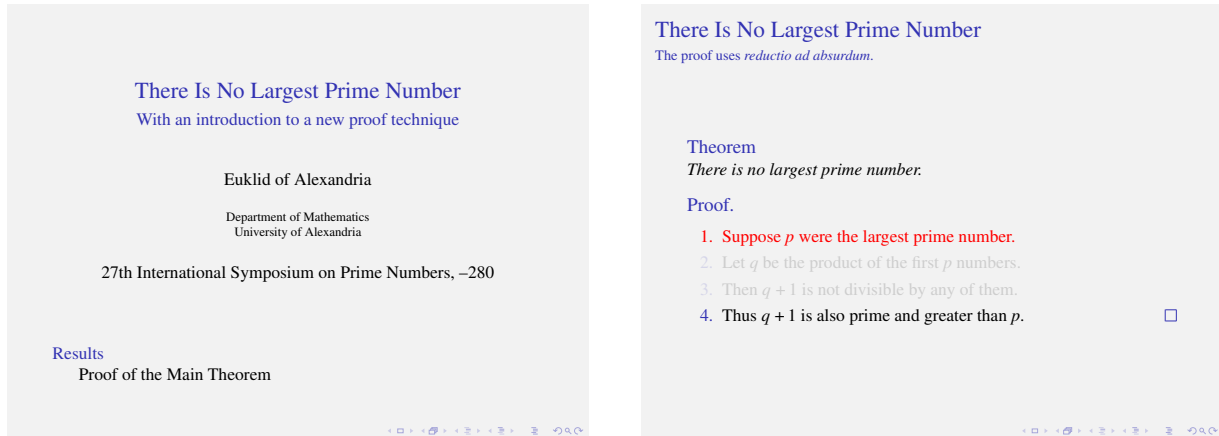 There Is No Largest Prime Number
With an introduction to a new proof technique
Euklid of Alexandria
Department of Mathematics
University of Alexandria
27th International Symposium on Prime Numbers, –280
Results
Proof of the Main Theorem
There Is No Largest Prime Number
The proof uses reductio ad absurdum.
Theorem
There is no largest prime number.
Proof.
1. Suppose p were the largest prime number.
2. Let q be the product of the first p numbers.
3. Then q + 1 is not divisible by any of them.
4. Thus q + 1 is also prime and greater than p.